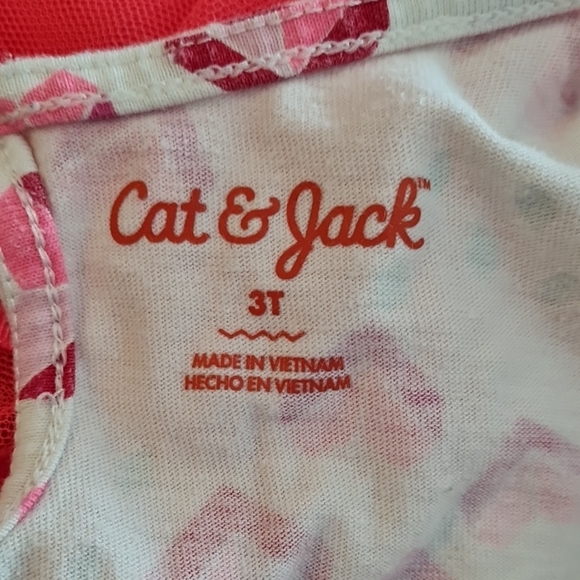 Cat & Jack™
3T
MADE IN VIETNAM
HECHO EN VIETNAM